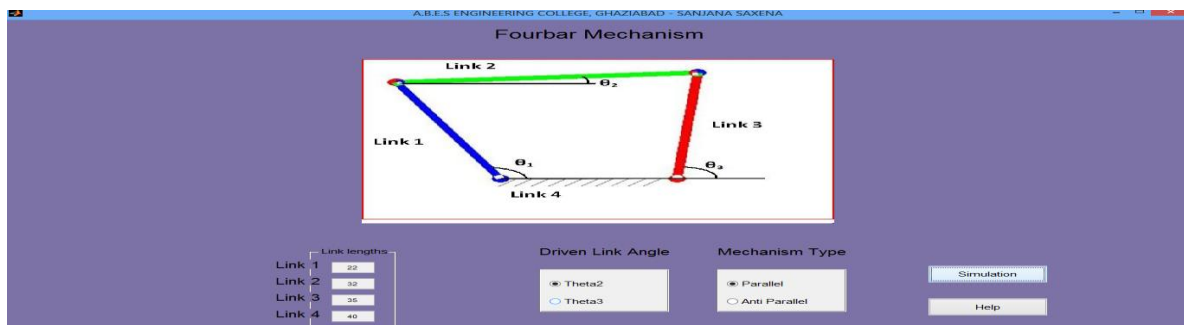 A.B.E.S ENGINEERING COLLEGE, GHAZIABAD - SANJANA SAXENA
Fourbar Mechanism
Link 2
θ₂
Link 1
Link 3
θ₁
θ₃
Link 4
Link lengths
Link 1 22
Link 2 32
Link 3 35
Link 4 40
Driven Link Angle
Theta2
Theta3
Mechanism Type
Parallel
Anti Parallel
Simulation
Help